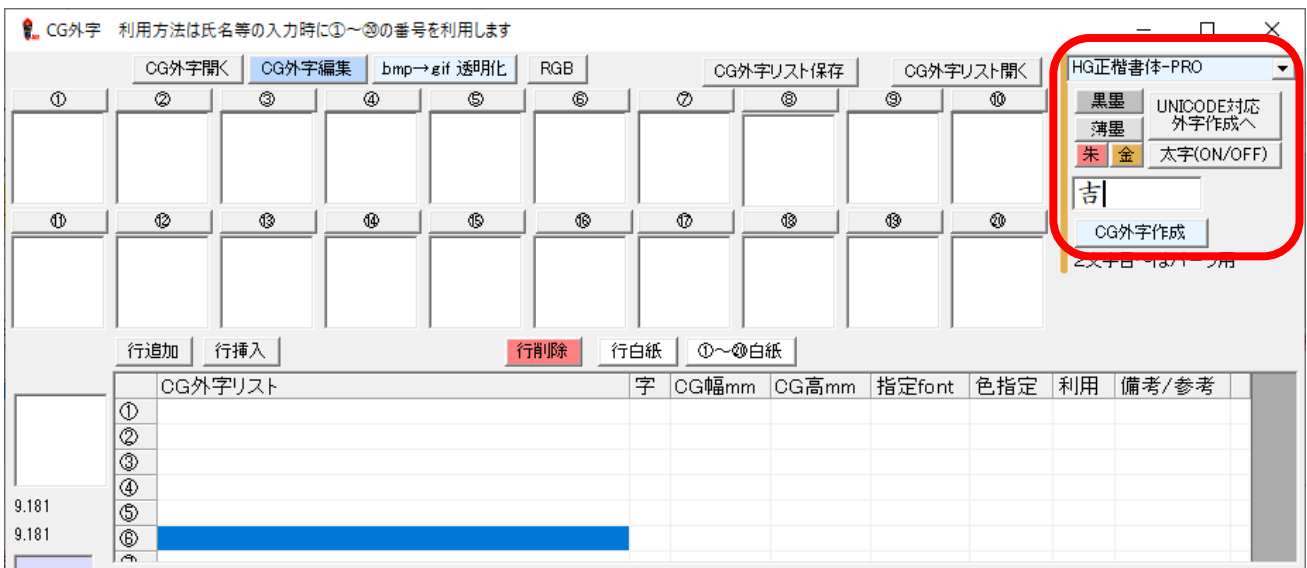 CG外字 利用方法は氏名等の入力時に①~⑳の番号を利用します
CG外字開く CG外字編集 bmp→gif 透明化 RGB CG外字リスト保存 CG外字リスト開く HG正楷書体-PRO
① ② ③ ④ ⑤ ⑥ ⑦ ⑧ ⑨ ⑩
黒墨 UNICODE対応
薄墨 外字作成へ
朱 金 太字(ON/OFF)
吉
⑪ ⑫ ⑬ ⑭ ⑮ ⑯ ⑰ ⑱ ⑲ ⑳
CG外字作成
行追加 行挿入 行削除 行白紙 ①~⑳白紙
CG外字リスト 字 CG幅mm CG高mm 指定font 色指定 利用 備考/参考
①
②
③
④
9.181
⑤
9.181
⑥